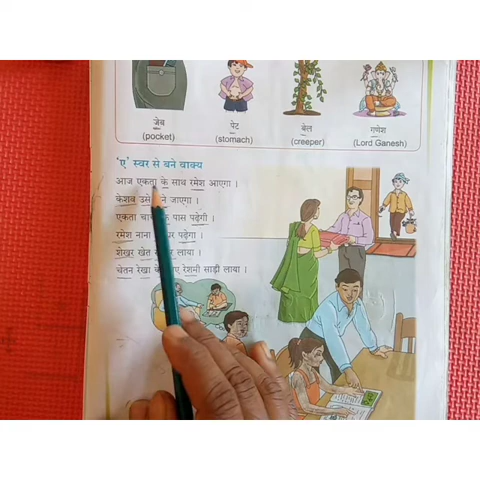 जेब पेट बेल गणेश
(pocket) (stomach) (creeper) (Lord Ganesh)
'ए' स्वर से बने वाक्य
आज एकता के साथ रमेश आएगा ।
केशव उसे जाएगा ।
एकता के पास पढ़ेगी ।
रमेश नाना पढ़ेगा ।
शेखर खेत लाया ।
चेतन रेखा रेशमी साड़ी लाया ।